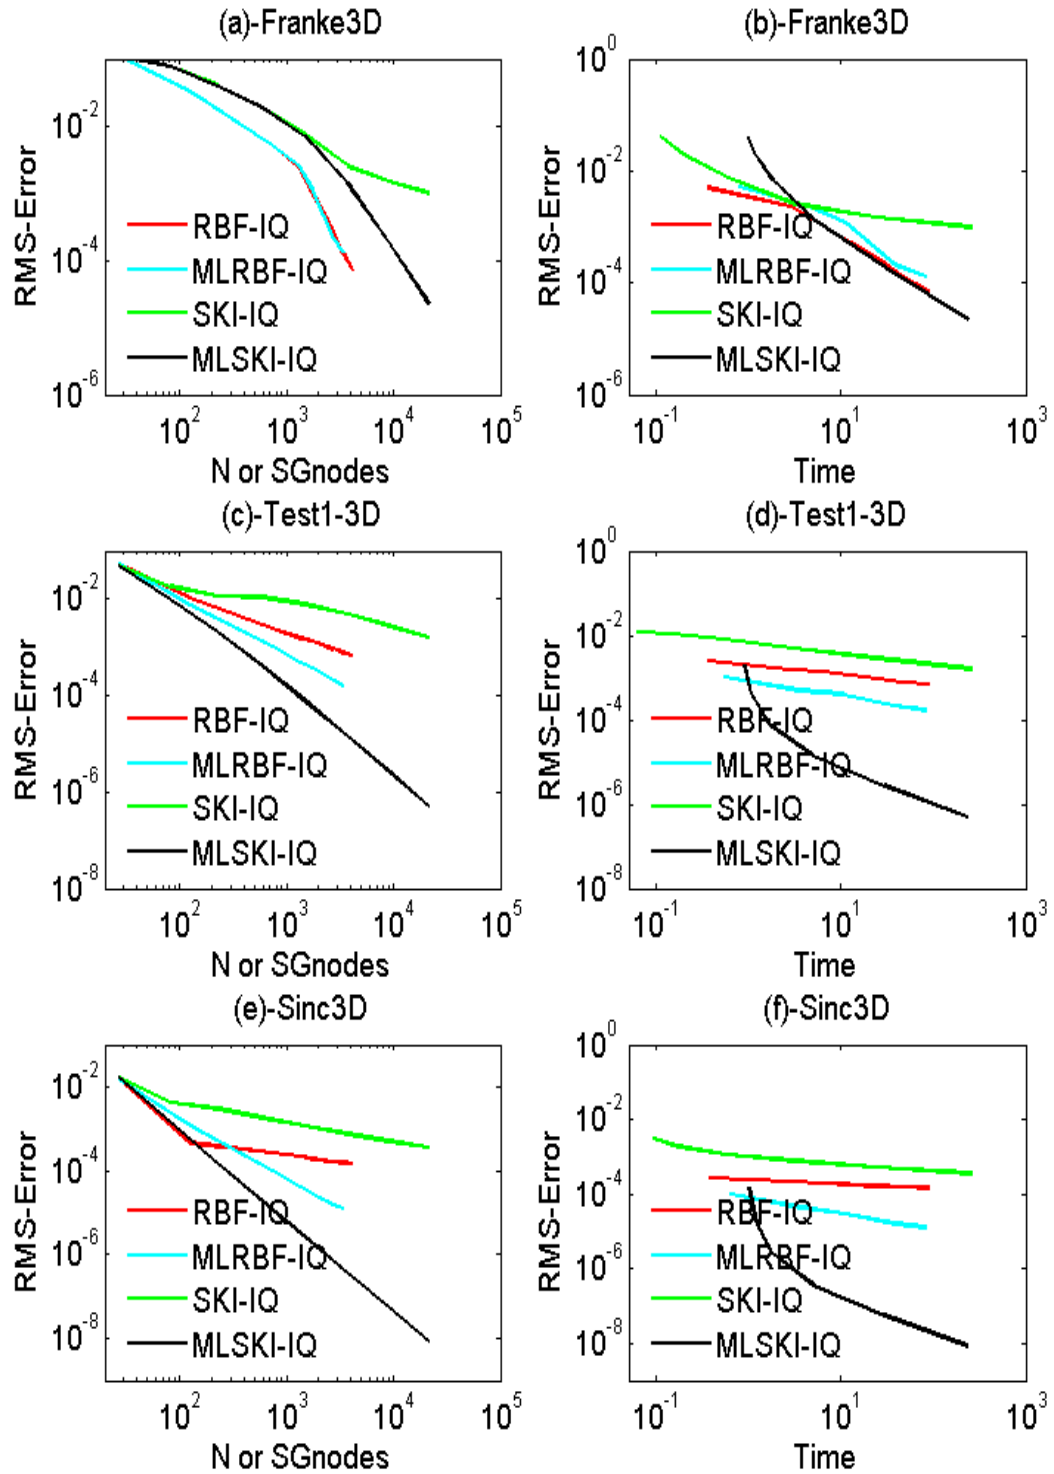 (a)-Franke3D
RMS-Error
10^-2
10^-4
10^-6
RBF-IQ
MLRBF-IQ
SKI-IQ
MLSKI-IQ
10^2 10^3 10^4 10^5
N or SGnodes
(b)-Franke3D
RMS-Error
10^0
10^-2
10^-4
10^-6
RBF-IQ
MLRBF-IQ
SKI-IQ
MLSKI-IQ
10^-1 10^1 10^3
Time
(c)-Test1-3D
RMS-Error
10^-2
10^-4
10^-6
10^-8
RBF-IQ
MLRBF-IQ
SKI-IQ
MLSKI-IQ
10^2 10^3 10^4 10^5
N or SGnodes
(d)-Test1-3D
RMS-Error
10^0
10^-2
10^-4
10^-6
10^-8
RBF-IQ
MLRBF-IQ
SKI-IQ
MLSKI-IQ
10^-1 10^1 10^3
Time
(e)-Sinc3D
RMS-Error
10^-2
10^-4
10^-6
10^-8
RBF-IQ
MLRBF-IQ
SKI-IQ
MLSKI-IQ
10^2 10^3 10^4 10^5
N or SGnodes
(f)-Sinc3D
RMS-Error
10^0
10^-2
10^-4
10^-6
10^-8
RBF-IQ
MLRBF-IQ
SKI-IQ
MLSKI-IQ
10^-1 10^1 10^3
Time